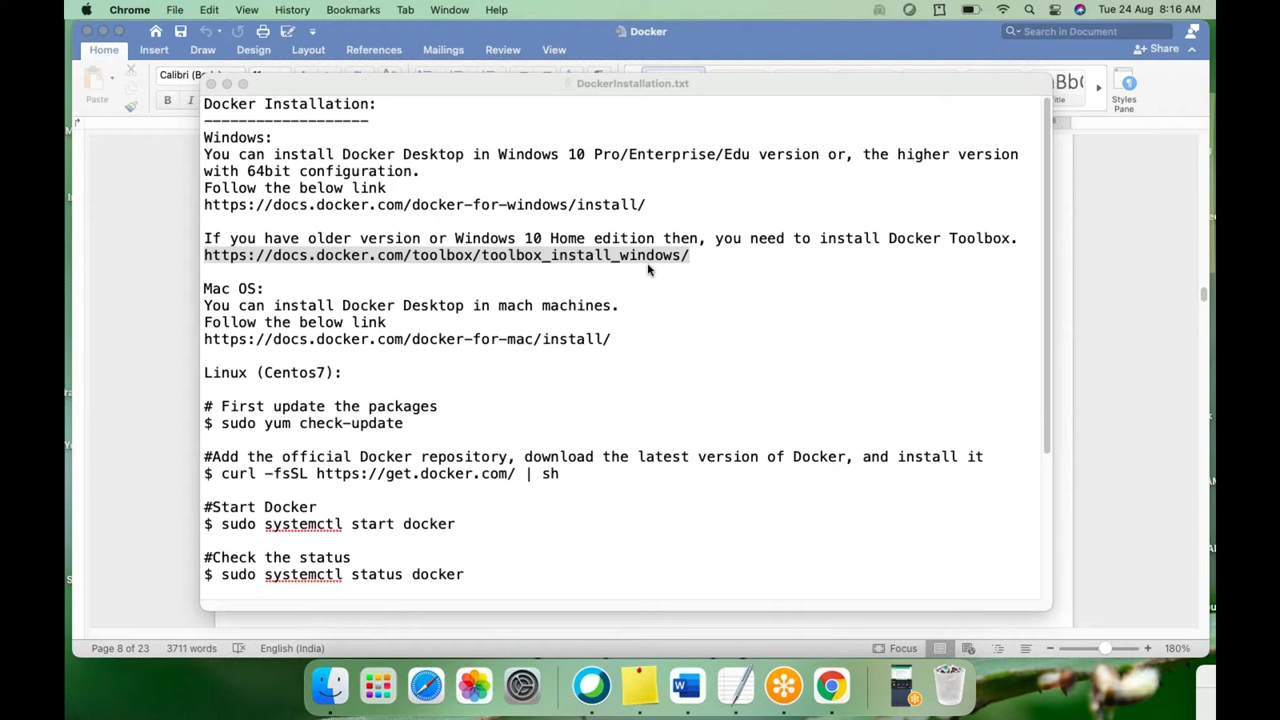 Chrome File Edit View History Bookmarks Tab Window Help Tue 24 Aug 8:16 AM
Docker
Search in Document
Home Insert Draw Design Layout References Mailings Review View
Share
Paste
B I
Styles
Pane
DockerInstallation.txt
Docker Installation:
-------------------
Windows:
You can install Docker Desktop in Windows 10 Pro/Enterprise/Edu version or, the higher version
with 64bit configuration.
Follow the below link
https://docs.docker.com/docker-for-windows/install/
If you have older version or Windows 10 Home edition then, you need to install Docker Toolbox.
https://docs.docker.com/toolbox/toolbox_install_windows/
Mac OS:
You can install Docker Desktop in mach machines.
Follow the below link
https://docs.docker.com/docker-for-mac/install/
Linux (Centos7):
# First update the packages
$ sudo yum check-update
#Add the official Docker repository, download the latest version of Docker, and install it
$ curl -fsSL https://get.docker.com/ | sh
#Start Docker
$ sudo systemctl start docker
#Check the status
$ sudo systemctl status docker
Page 8 of 23 3711 words English (India) Focus 180%